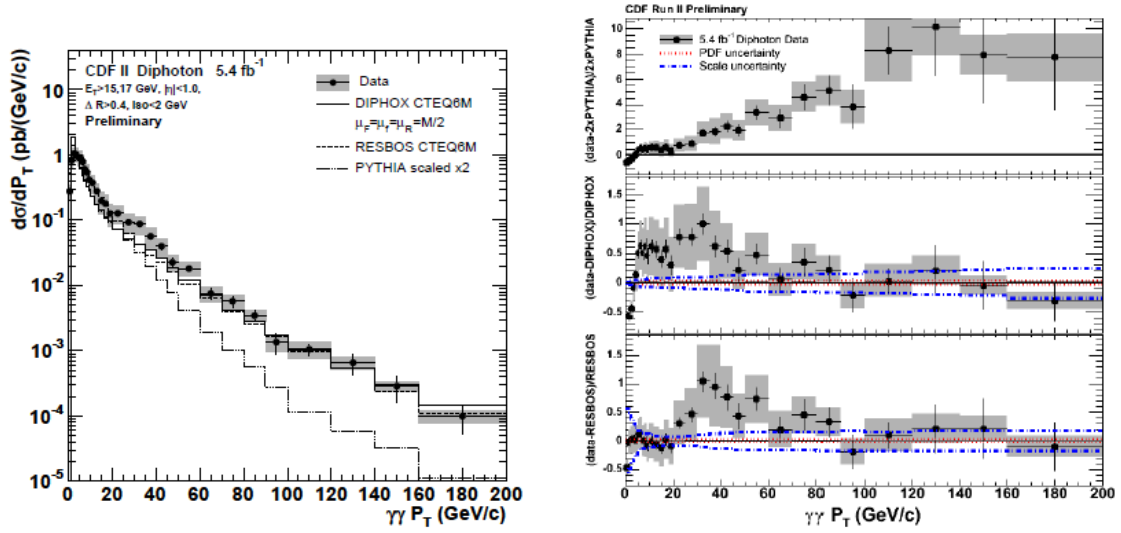 CDF II Diphoton 5.4 fb⁻¹
E_T>15,17 GeV, |η|<1.0,
Δ R>0.4, Iso<2 GeV
Preliminary
Data
DIPHOX CTEQ6M
μ_F=μ_f=μ_R=M/2
RESBOS CTEQ6M
PYTHIA scaled x2
dσ/dP_T (pb/(GeV/c))
10
1
10⁻¹
10⁻²
10⁻³
10⁻⁴
10⁻⁵
0 20 40 60 80 100 120 140 160 180 200
γγ P_T (GeV/c)
CDF Run II Preliminary
5.4 fb⁻¹ Diphoton Data
PDF uncertainty
Scale uncertainty
(data-2xPYTHIA)/2xPYTHIA
10
8
6
4
2
0
(data-DIPHOX)/DIPHOX
1.5
1
0.5
0
-0.5
(data-RESBOS)/RESBOS
1.5
1
0.5
0
-0.5
0 20 40 60 80 100 120 140 160 180 200
γγ P_T (GeV/c)